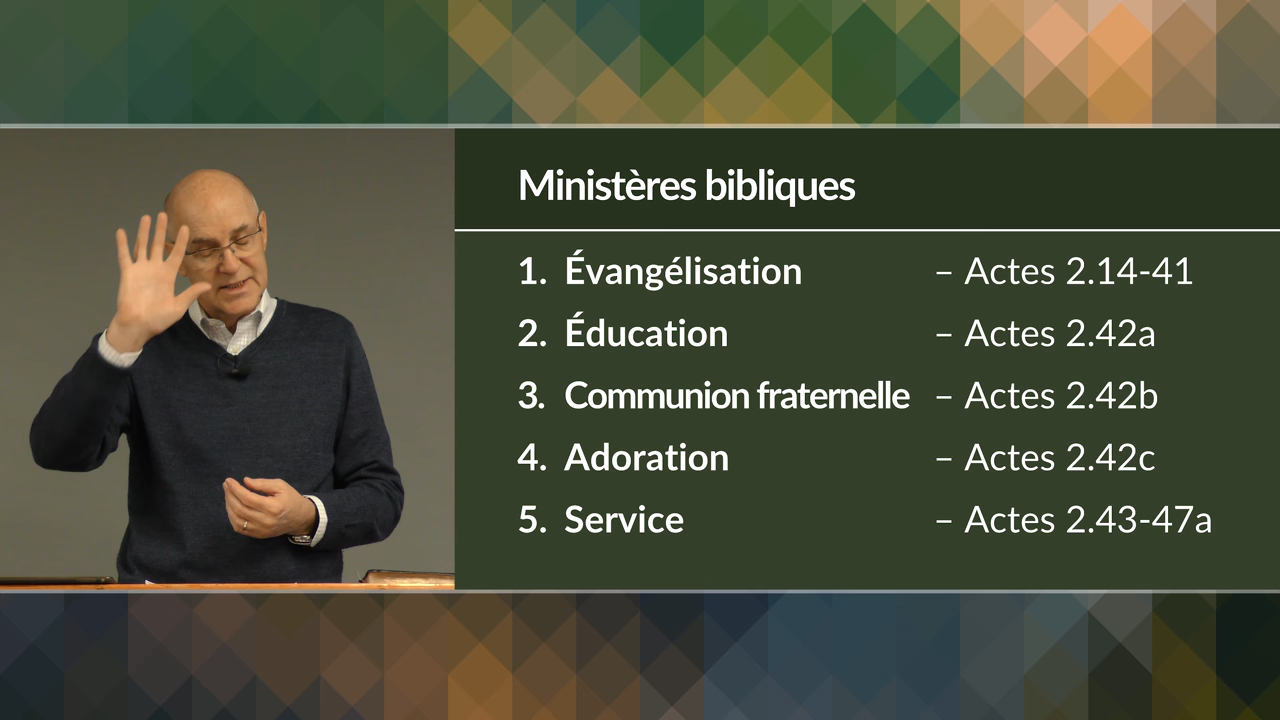 Ministères bibliques
1. Évangélisation – Actes 2.14-41
2. Éducation – Actes 2.42a
3. Communion fraternelle – Actes 2.42b
4. Adoration – Actes 2.42c
5. Service – Actes 2.43-47a